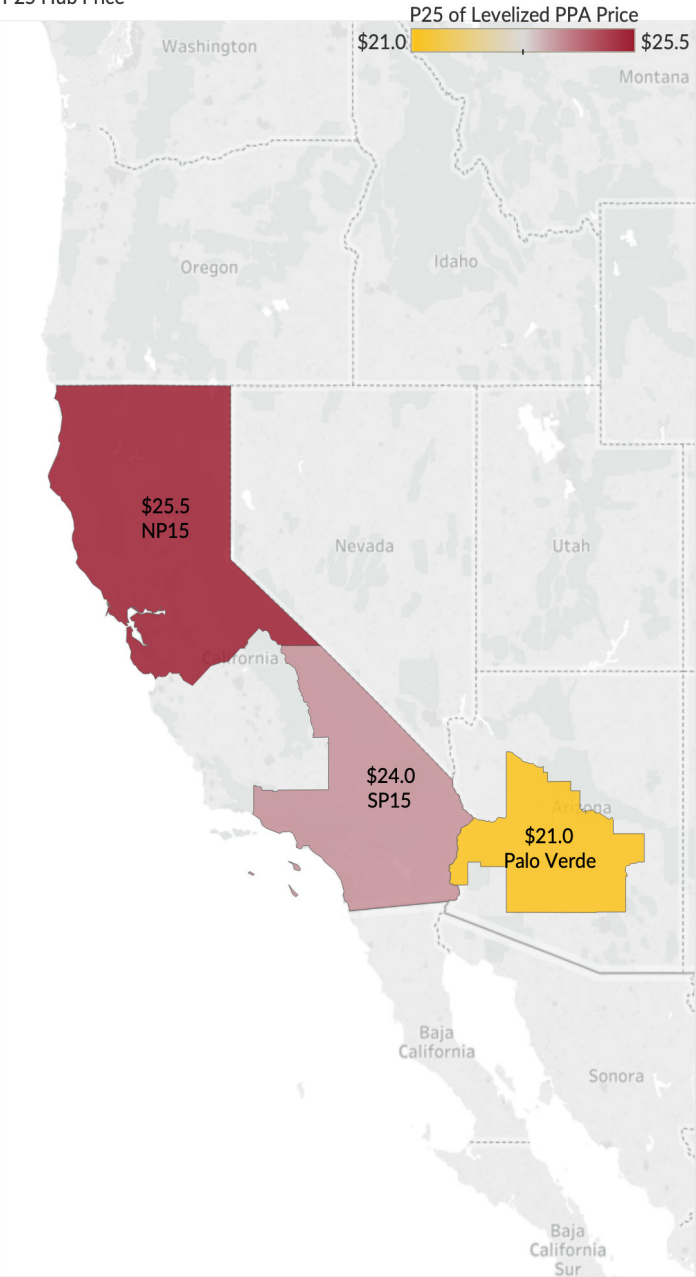 P25 Hub Price
P25 of Levelized PPA Price
$21.0
$25.5
Washington
Montana
Oregon
Idaho
$25.5
NP15
Nevada
Utah
California
$24.0
SP15
Arizona
$21.0
Palo Verde
Baja
California
Sonora
Baja
California
Sur